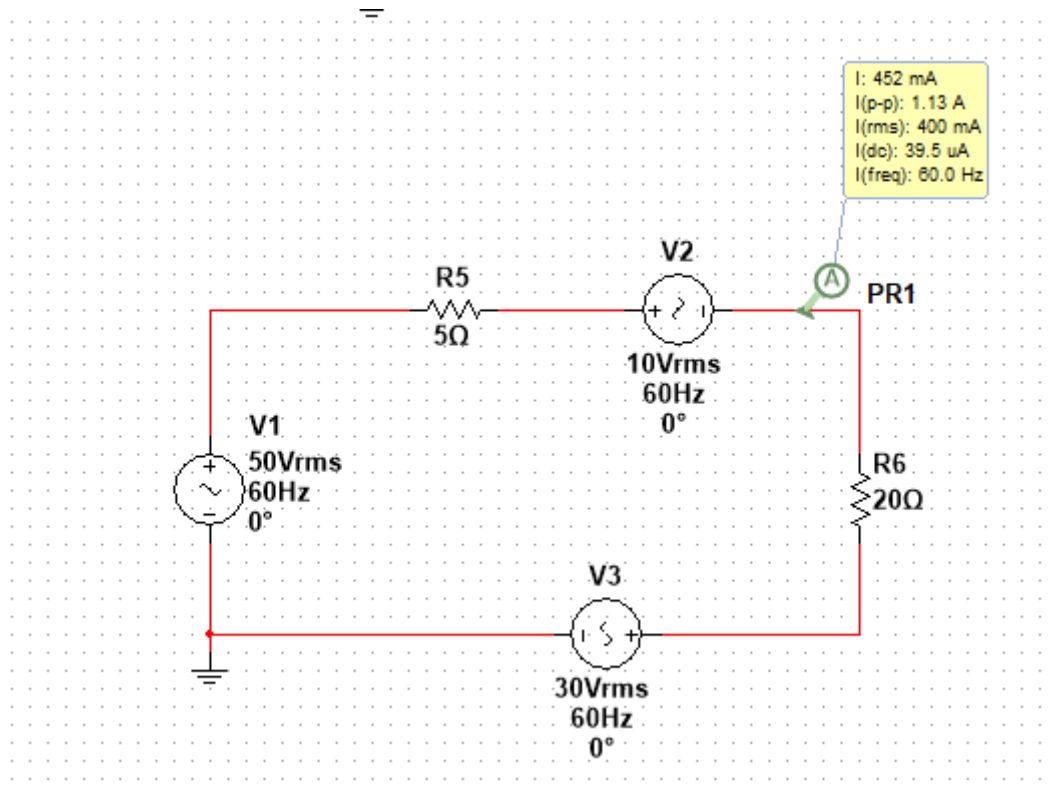 I: 452 mA
I(p-p): 1.13 A
I(rms): 400 mA
I(dc): 39.5 uA
I(freq): 60.0 Hz
A
PR1
V2
10Vrms
60Hz
0°
R5
5Ω
V1
50Vrms
60Hz
0°
R6
20Ω
V3
30Vrms
60Hz
0°